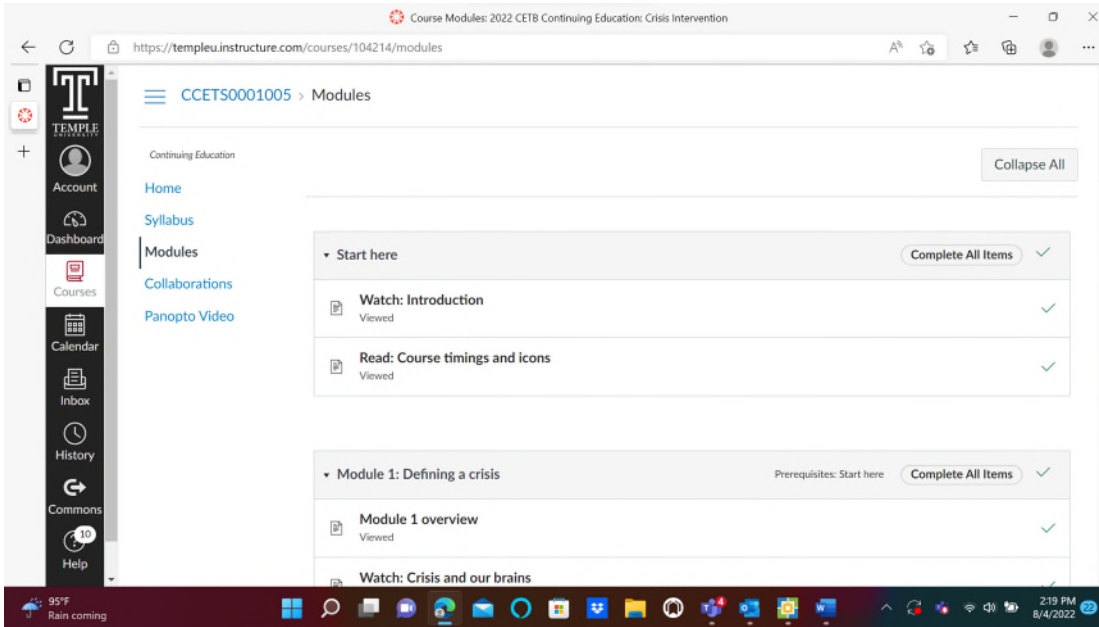 Course Modules: 2022 CETB Continuing Education: Crisis Intervention
https://templeu.instructure.com/courses/104214/modules
TEMPLE
UNIVERSITY
Account
Dashboard
Courses
Calendar
Inbox
History
Commons
10
Help
CCETS0001005 > Modules
Continuing Education
Home
Syllabus
Modules
Collaborations
Panopto Video
Collapse All
Start here Complete All Items
Watch: Introduction
Viewed
Read: Course timings and icons
Viewed
Module 1: Defining a crisis Prerequisites: Start here Complete All Items
Module 1 overview
Viewed
Watch: Crisis and our brains
95°F
Rain coming
4
2:19 PM
8/4/2022
22